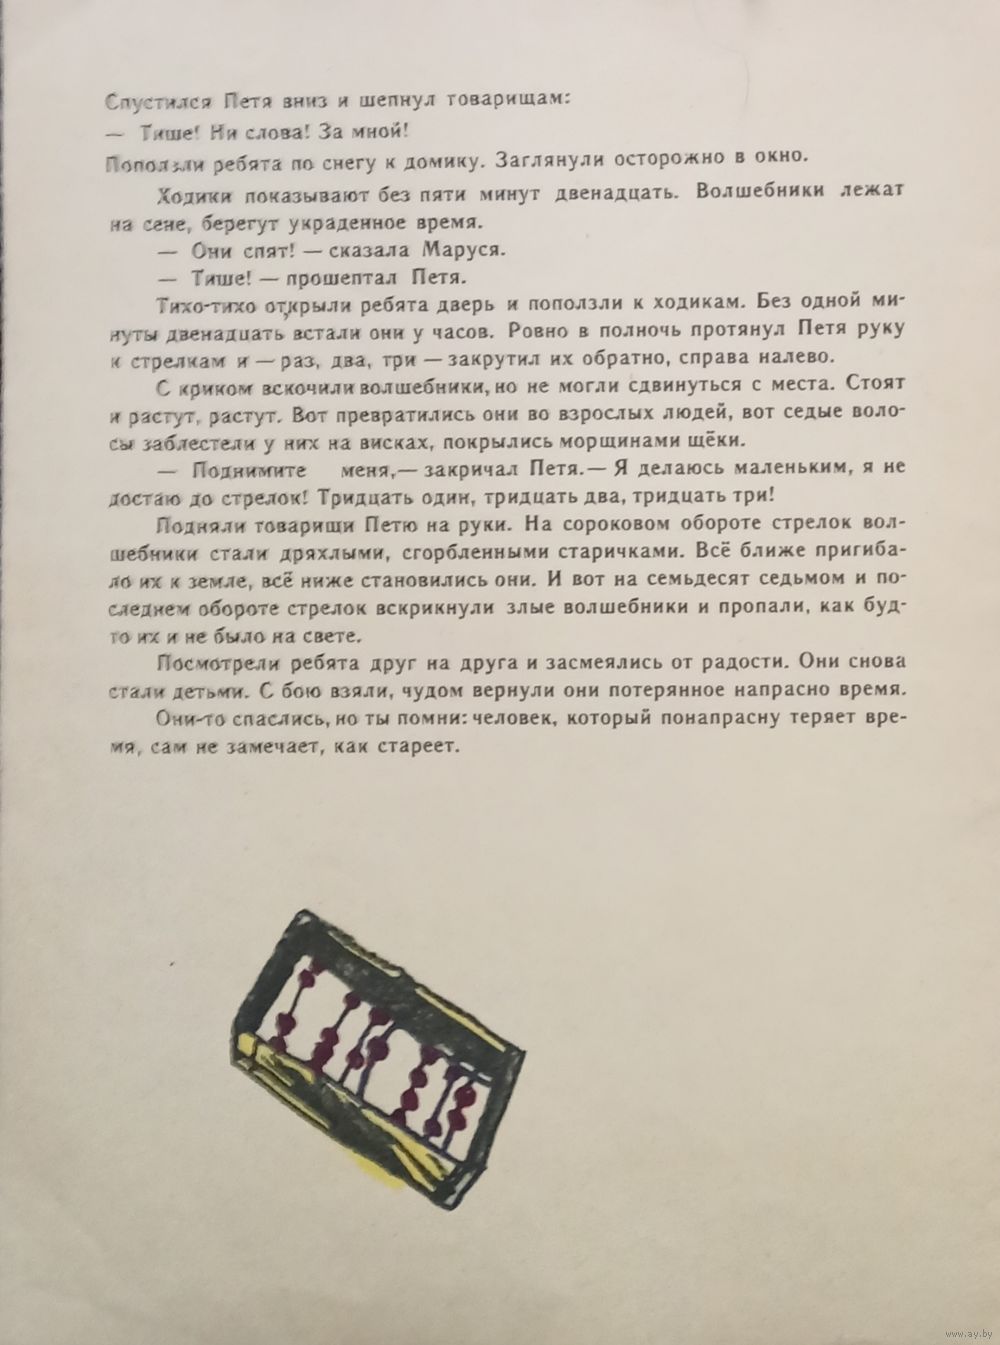 Спустился Петя вниз и шепнул товарищам:
— Тише! Ни слова! За мной!
Поползли ребята по снегу к домику. Заглянули осторожно в окно.
Ходики показывают без пяти минут двенадцать. Волшебники лежат
на сене, берегут украденное время.
— Они спят! — сказала Маруся.
— Тише! — прошептал Петя.
Тихо-тихо открыли ребята дверь и поползли к ходикам. Без одной ми-
нуты двенадцать встали они у часов. Ровно в полночь протянул Петя руку
к стрелкам и — раз, два, три — закрутил их обратно, справа налево.
С криком вскочили волшебники, но не могли сдвинуться с места. Стоят
и растут, растут. Вот превратились они во взрослых людей, вот седые воло-
сы заблестели у них на висках, покрылись морщинами щёки.
— Поднимите меня,— закричал Петя.— Я делаюсь маленьким, я не
достаю до стрелок! Тридцать один, тридцать два, тридцать три!
Подняли товарищи Петю на руки. На сороковом обороте стрелок вол-
шебники стали дряхлыми, сгорбленными старичками. Всё ближе пригиба-
ло их к земле, всё ниже становились они. И вот на семьдесят седьмом и по-
следнем обороте стрелок вскрикнули злые волшебники и пропали, как буд-
то их и не было на свете.
Посмотрели ребята друг на друга и засмеялись от радости. Они снова
стали детьми. С бою взяли, чудом вернули они потерянное напрасно время.
Они-то спаслись, но ты помни: человек, который понапрасну теряет вре-
мя, сам не замечает, как стареет.
www.ay.by